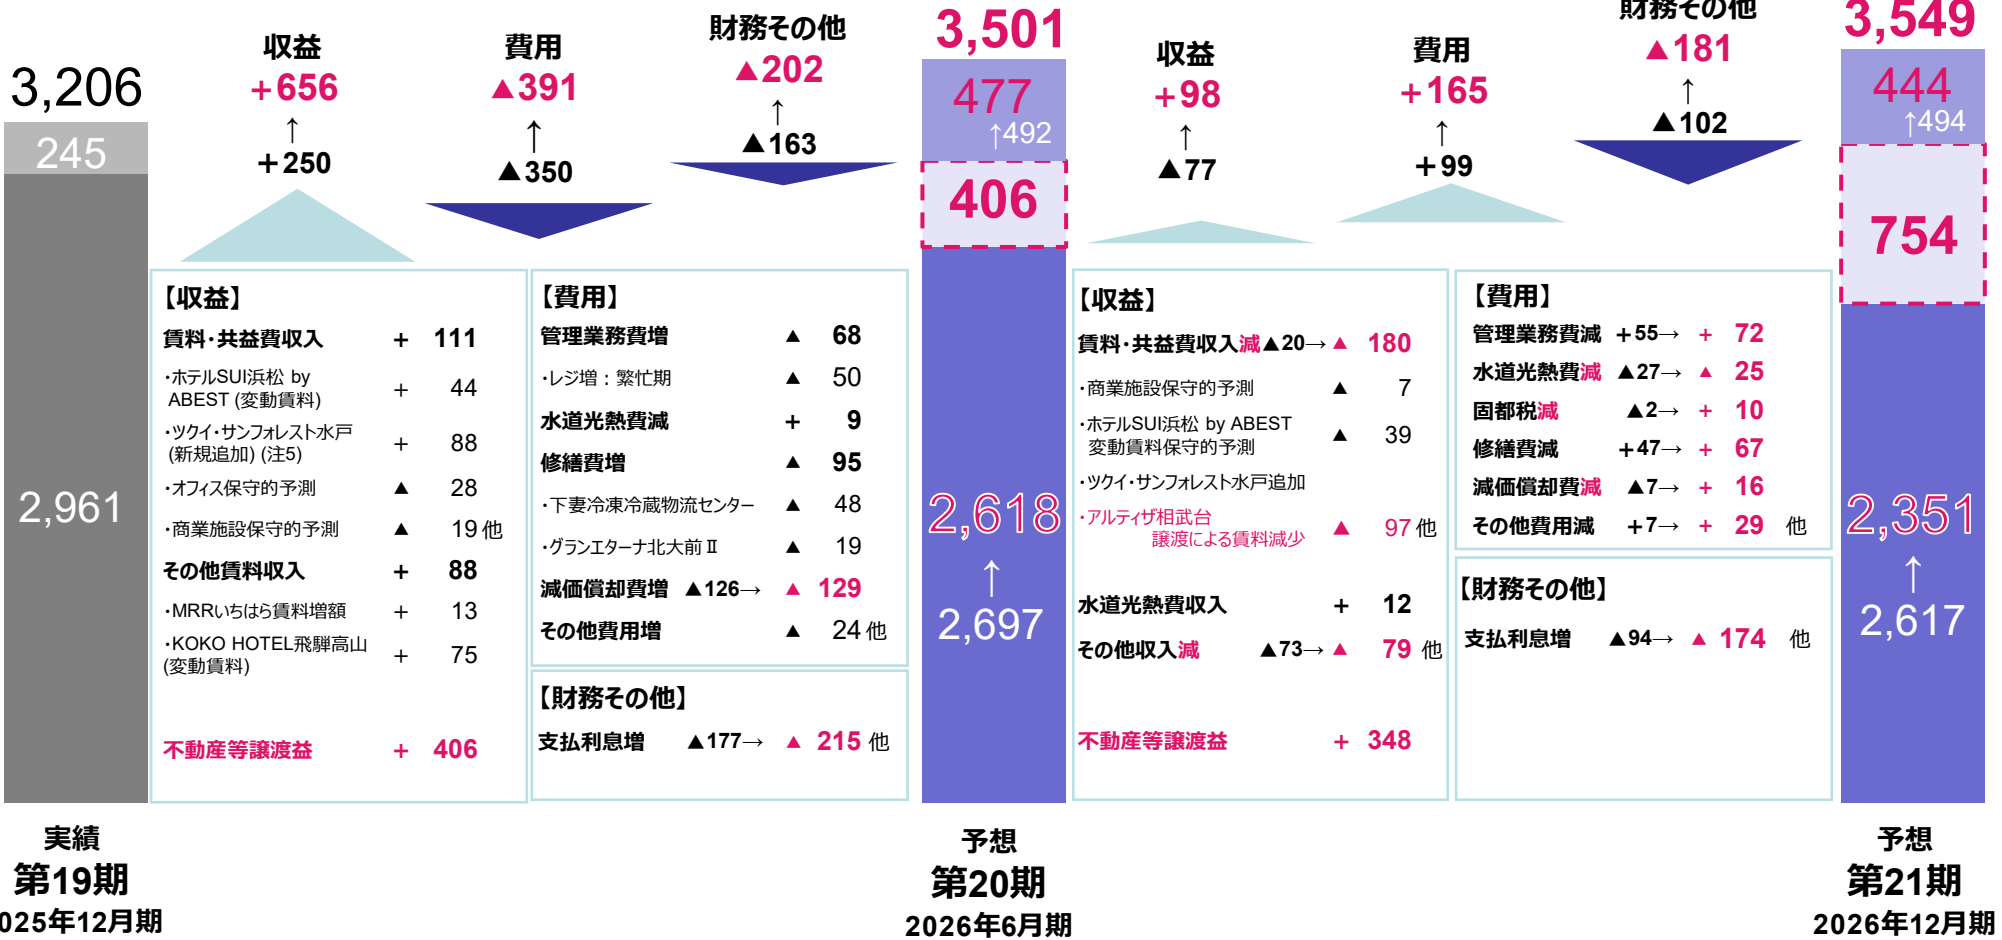 3,206
245
2,961
実績
第19期
025年12月期
収益
+656
↑
+250
費用
▲391
↑
▲350
財務その他
▲202
↑
▲163
【収益】
賃料・共益費収入 + 111
・ホテルSUI浜松 by
ABEST (変動賃料) + 44
・ツクイ・サンフォレスト水戸
(新規追加) (注5) + 88
・オフィス保守的予測 ▲ 28
・商業施設保守的予測 ▲ 19 他
その他賃料収入 + 88
・MRRいちはら賃料増額 + 13
・KOKO HOTEL飛騨高山
(変動賃料) + 75
不動産等譲渡益 + 406
【費用】
管理業務費増 ▲ 68
・レジ増：繁忙期 ▲ 50
水道光熱費減 + 9
修繕費増 ▲ 95
・下妻冷凍冷蔵物流センター ▲ 48
・グランエターナ北大前Ⅱ ▲ 19
減価償却費増 ▲126→ ▲ 129
その他費用増 ▲ 24 他
【財務その他】
支払利息増 ▲177→ ▲ 215 他
3,501
477
↑492
406
2,618
↑
2,697
予想
第20期
2026年6月期
収益
+98
↑
▲77
費用
+165
↑
+99
財務その他
▲181
↑
▲102
【収益】
賃料・共益費収入減 ▲20→ ▲ 180
・商業施設保守的予測 ▲ 7
・ホテルSUI浜松 by ABEST
変動賃料保守的予測 ▲ 39
・ツクイ・サンフォレスト水戸追加
・アルティザ相武台
譲渡による賃料減少 ▲ 97 他
水道光熱費収入 + 12
その他収入減 ▲73→ ▲ 79 他
不動産等譲渡益 + 348
【費用】
管理業務費減 +55→ + 72
水道光熱費減 ▲27→ ▲ 25
固都税減 ▲2→ + 10
修繕費減 +47→ + 67
減価償却費減 ▲7→ + 16
その他費用減 +7→ + 29 他
【財務その他】
支払利息増 ▲94→ ▲ 174 他
3,549
444
↑494
754
2,351
↑
2,617
予想
第21期
2026年12月期